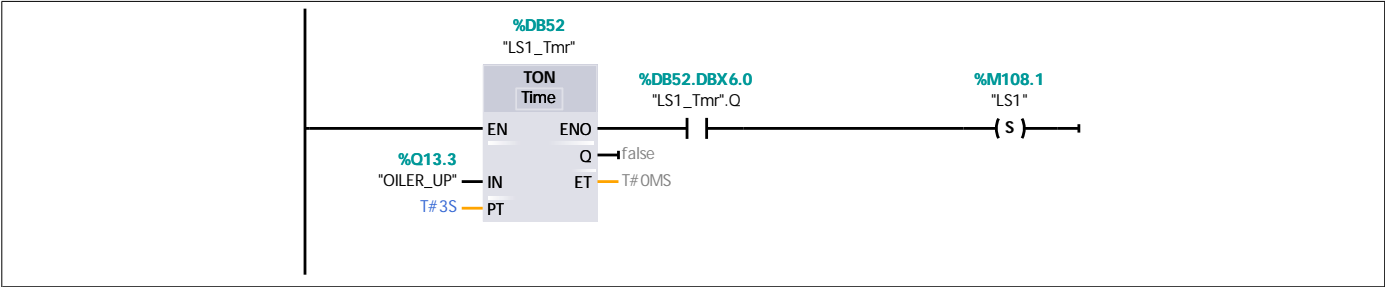 %DB52
"LS1_Tmr"
TON
Time
%DB52.DBX6.0
"LS1_Tmr".Q
%M108.1
"LS1"
EN
ENO
S
Q
false
%Q13.3
"OILER_UP"
IN
ET
T#0MS
T#3S
PT